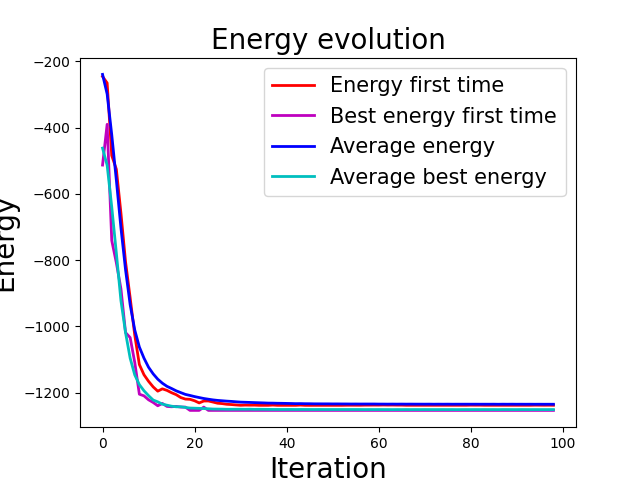 Energy evolution
Energy first time
Best energy first time
Average energy
Average best energy
−200
−400
−600
−800
−1000
−1200
Energy
0
20
40
60
80
100
Iteration